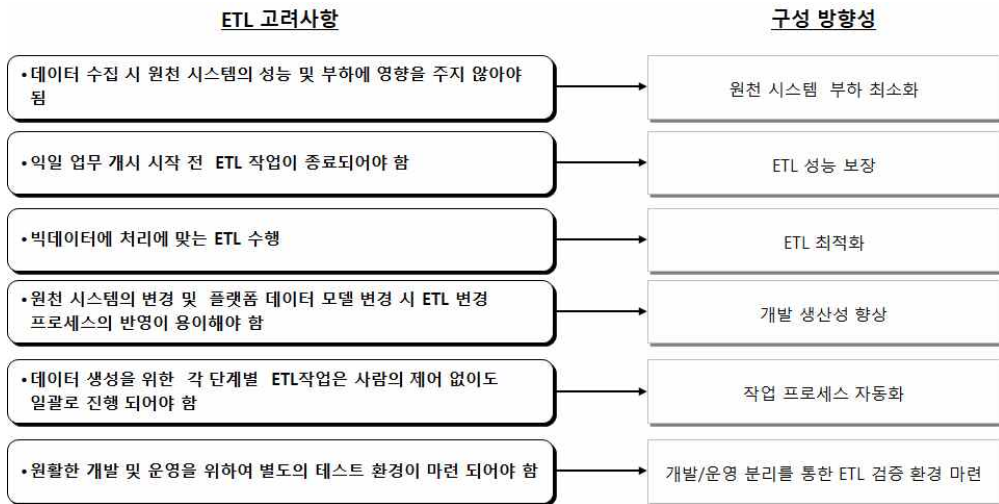 ETL 고려사항
구성 방향성
•데이터 수집 시 원천 시스템의 성능 및 부하에 영향을 주지 않아야
됨
원천 시스템 부하 최소화
•익일 업무 개시 시작 전 ETL 작업이 종료되어야 함
ETL 성능 보장
•빅데이터에 처리에 맞는 ETL 수행
ETL 최적화
•원천 시스템의 변경 및 플랫폼 데이터 모델 변경 시 ETL 변경
프로세스의 반영이 용이해야 함
개발 생산성 향상
•데이터 생성을 위한 각 단계별 ETL작업은 사람의 제어 없이도
일괄로 진행 되어야 함
작업 프로세스 자동화
•원활한 개발 및 운영을 위하여 별도의 테스트 환경이 마련 되어야 함
개발/운영 분리를 통한 ETL 검증 환경 마련